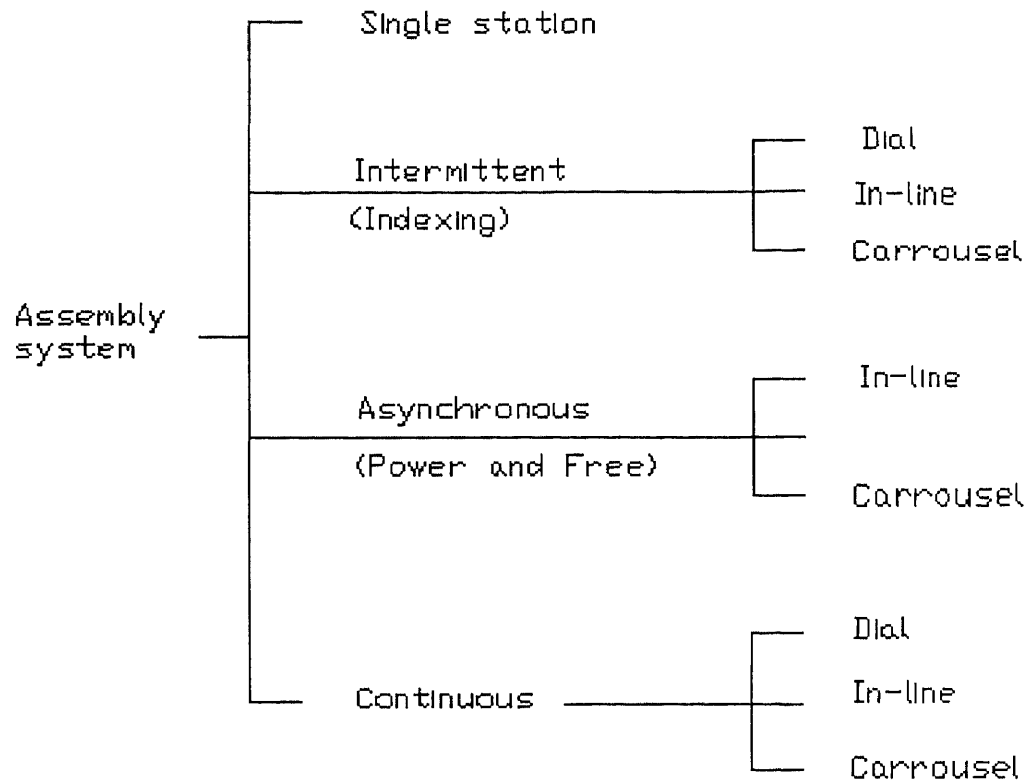 Single station
Intermittent
(Indexing)
Dial
In-line
Carrousel
Assembly
system
Asynchronous
(Power and Free)
In-line
Carrousel
Continuous
Dial
In-line
Carrousel